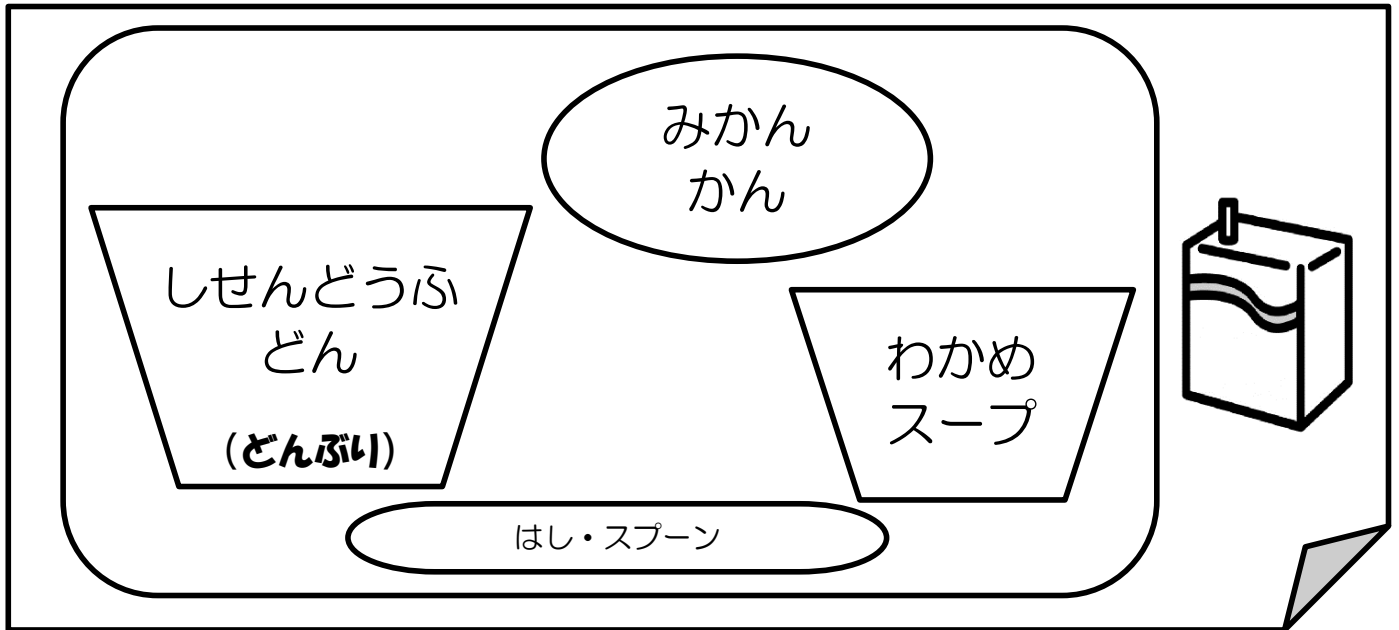 みかん
かん
しせんどうふ
どん
(どんぶり)
わかめ
スープ
はし・スプーン